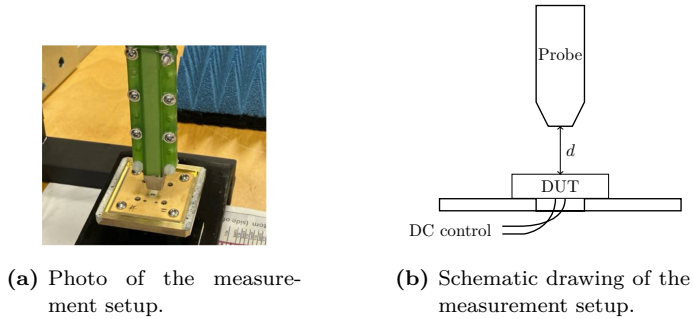 Probe
d
DUT
DC control
(a) Photo of the measure-
ment setup.
(b) Schematic drawing of the
measurement setup.